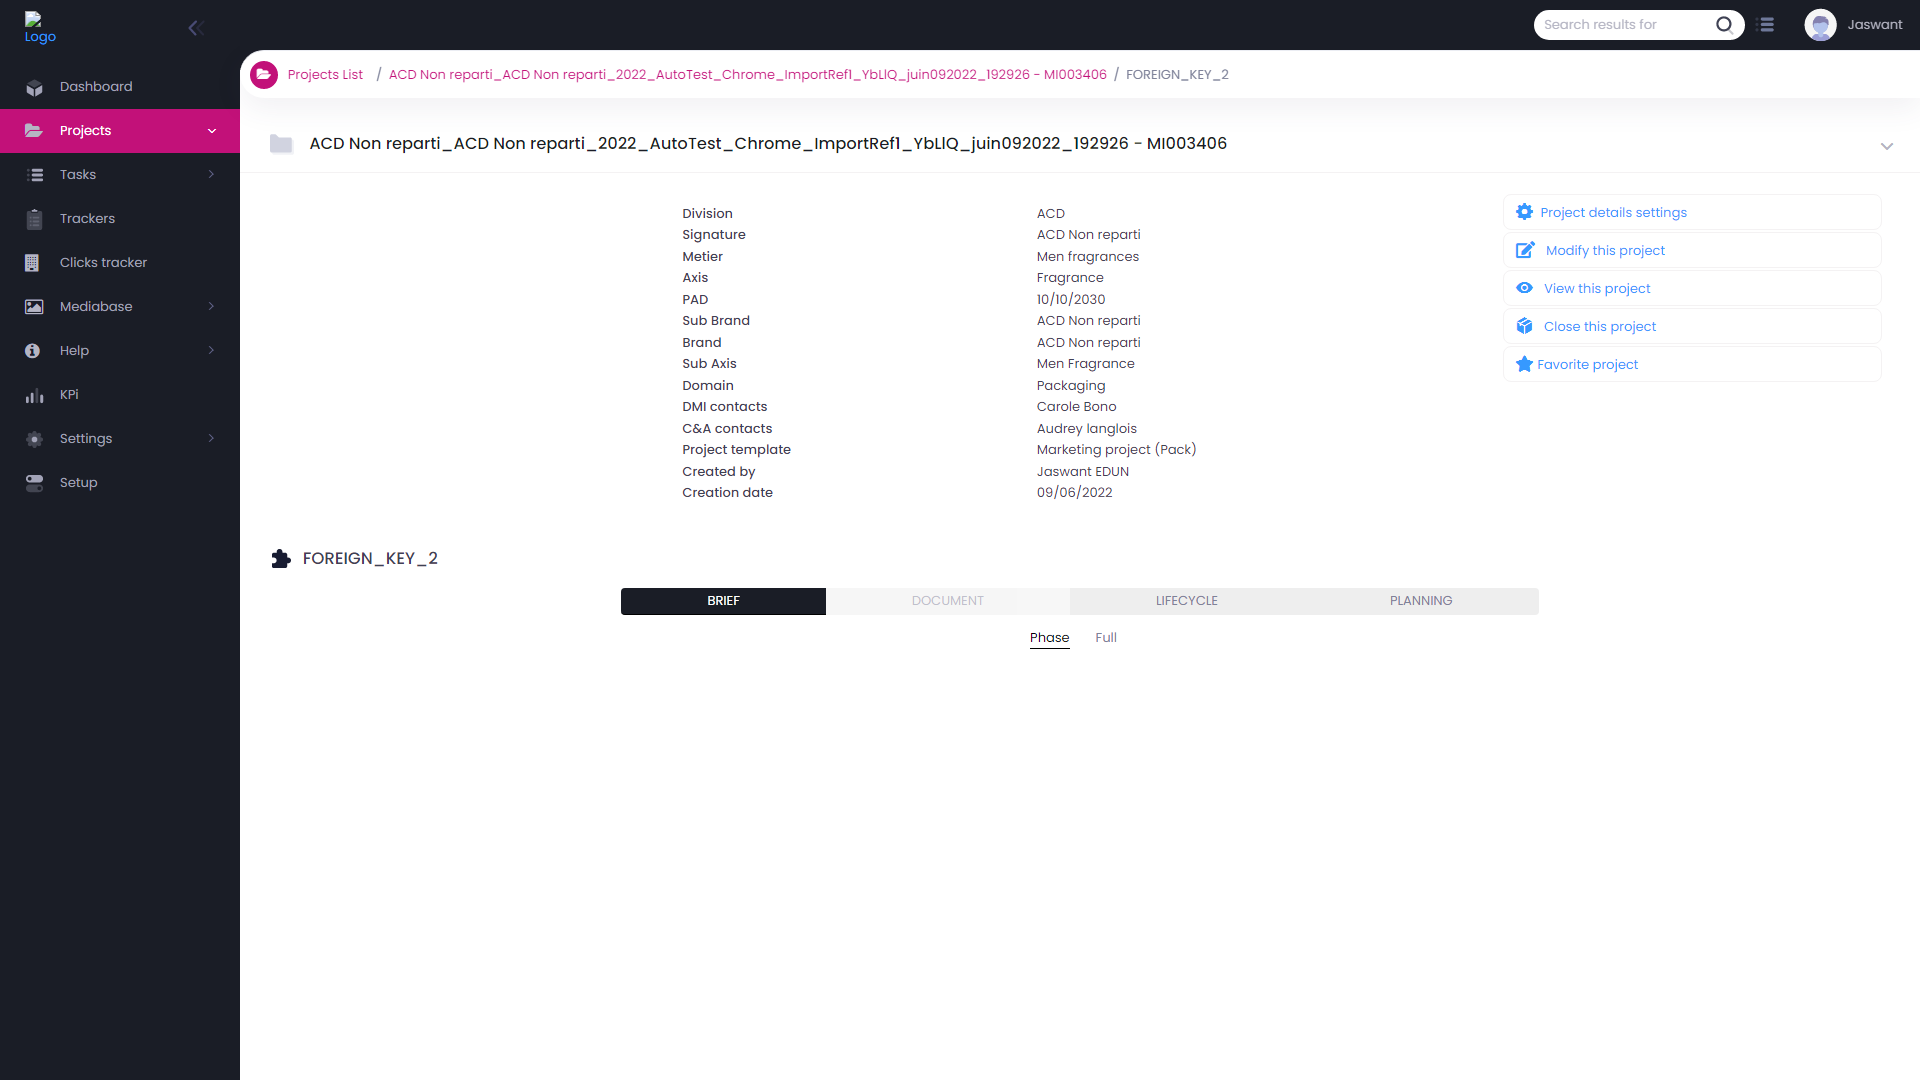 Logo
Search results for
Jaswant
Dashboard
Projects
Tasks
Trackers
Clicks tracker
Mediabase
Help
KPi
Settings
Setup
Projects List / ACD Non reparti_ACD Non reparti_2022_AutoTest_Chrome_ImportRef1_YbLlQ_juin092022_192926 - MI003406 / FOREIGN_KEY_2
ACD Non reparti_ACD Non reparti_2022_AutoTest_Chrome_ImportRef1_YbLlQ_juin092022_192926 - MI003406
Division ACD
Signature ACD Non reparti
Metier Men fragrances
Axis Fragrance
PAD 10/10/2030
Sub Brand ACD Non reparti
Brand ACD Non reparti
Sub Axis Men Fragrance
Domain Packaging
DMI contacts Carole Bono
C&A contacts Audrey langlois
Project template Marketing project (Pack)
Created by Jaswant EDUN
Creation date 09/06/2022
Project details settings
Modify this project
View this project
Close this project
Favorite project
FOREIGN_KEY_2
BRIEF DOCUMENT LIFECYCLE PLANNING
Phase Full